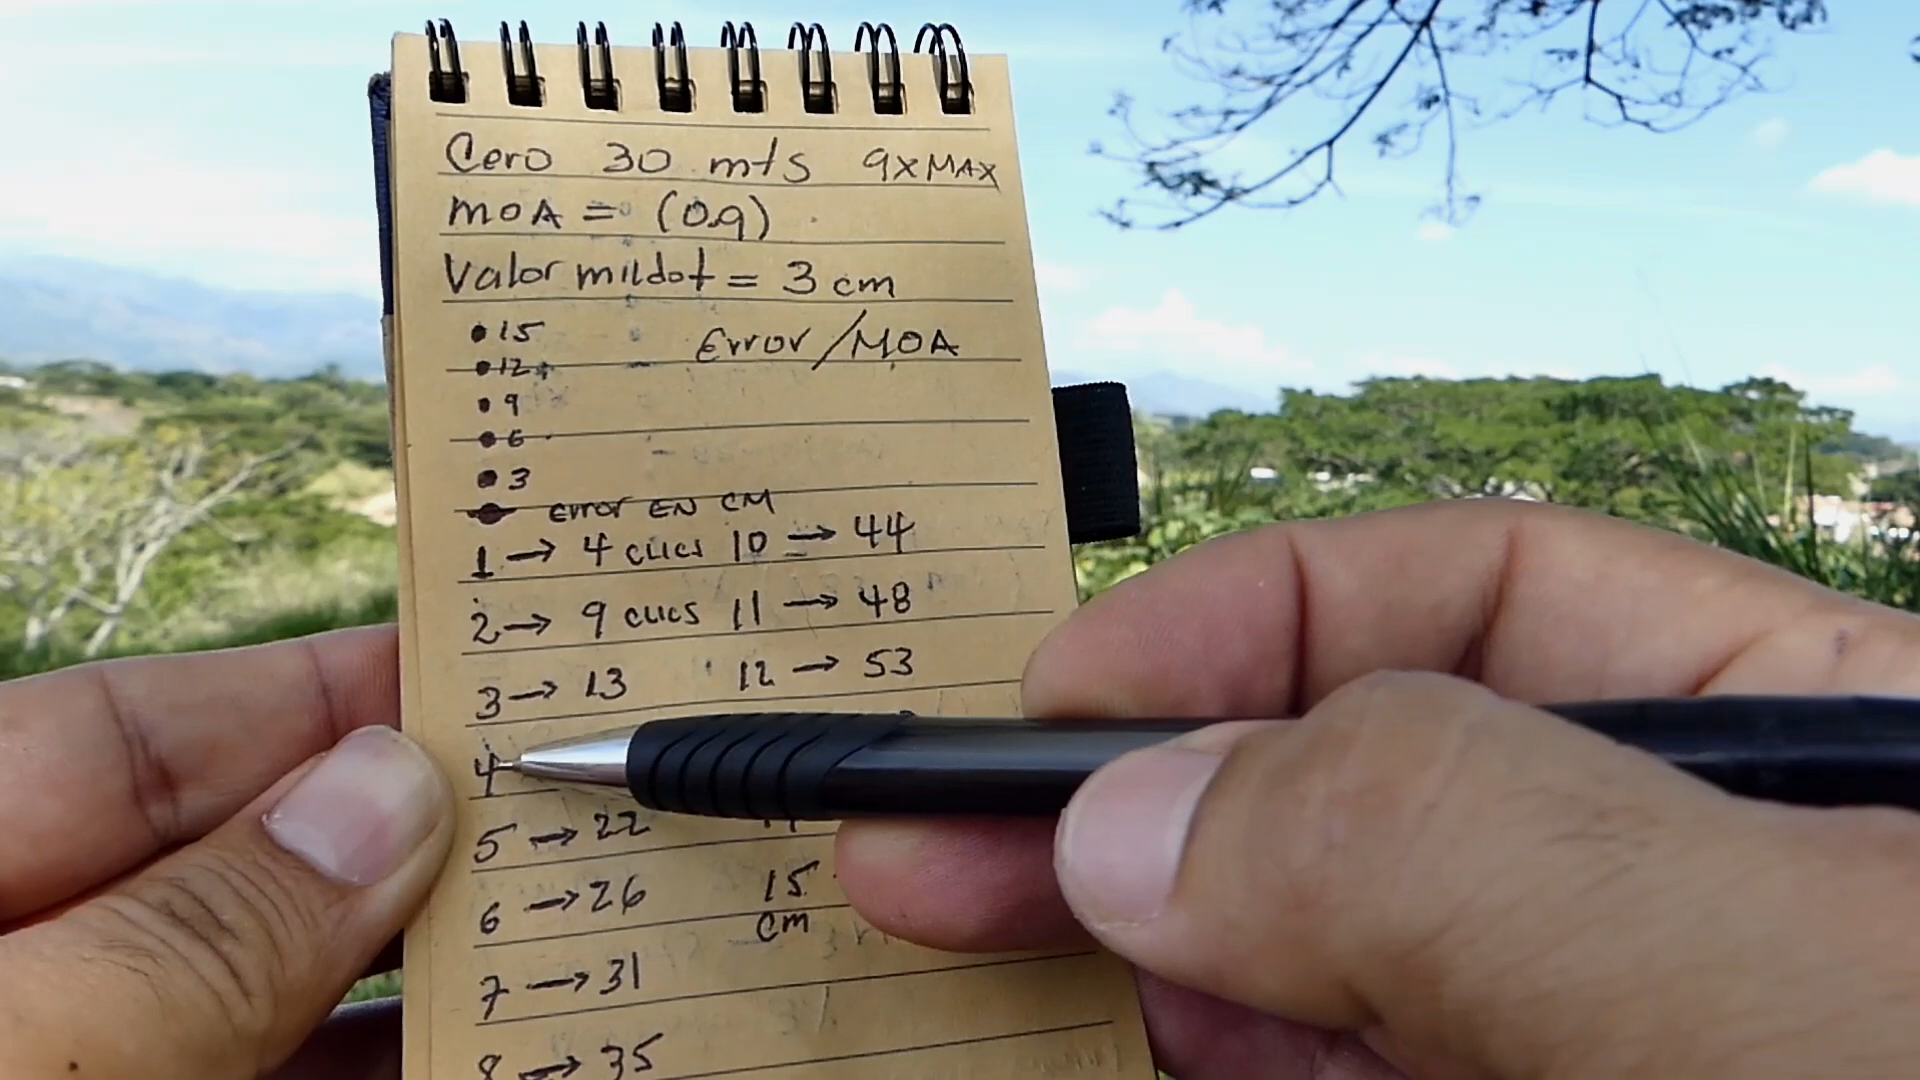 Cero 30 mts 9XMAX
MOA = (0.9)
Valor mildot = 3 cm
• 15 Error/MOA
• 12
• 9
• 6
• 3
error EN CM
1 → 4 clics 10 → 44
2 → 9 clics 11 → 48
3 → 13 12 → 53
4
5 → 22
6 → 26 15
cm
7 → 31
8 → 35